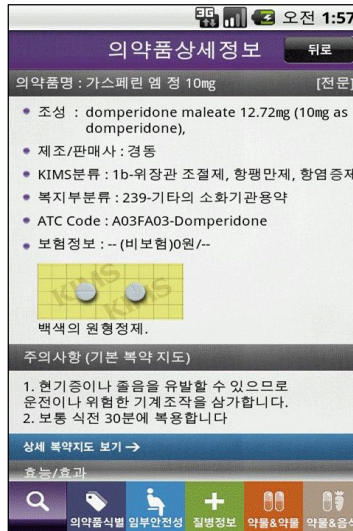 3G 오전 1:57
의약품상세정보 뒤로
의약품명 : 가스페린 엠 정 10mg [전문]
조성 : domperidone maleate 12.72mg (10mg as
domperidone),
제조/판매사 : 경동
KIMS분류 : 1b-위장관 조절제, 항팽만제, 항염증제
복지부분류 : 239-기타의 소화기관용약
ATC Code : A03FA03-Domperidone
보험정보 : -- (비보험)0원/--
KIMS KIMS
백색의 원형정제.
주의사항 (기본 복약 지도)
1. 현기증이나 졸음을 유발할 수 있으므로
운전이나 위험한 기계조작을 삼가합니다.
2. 보통 식전 30분에 복용합니다
상세 복약지도 보기 →
효능/효과
의약품식별 임부안전성 질병정보 약물&약물 약물&음식